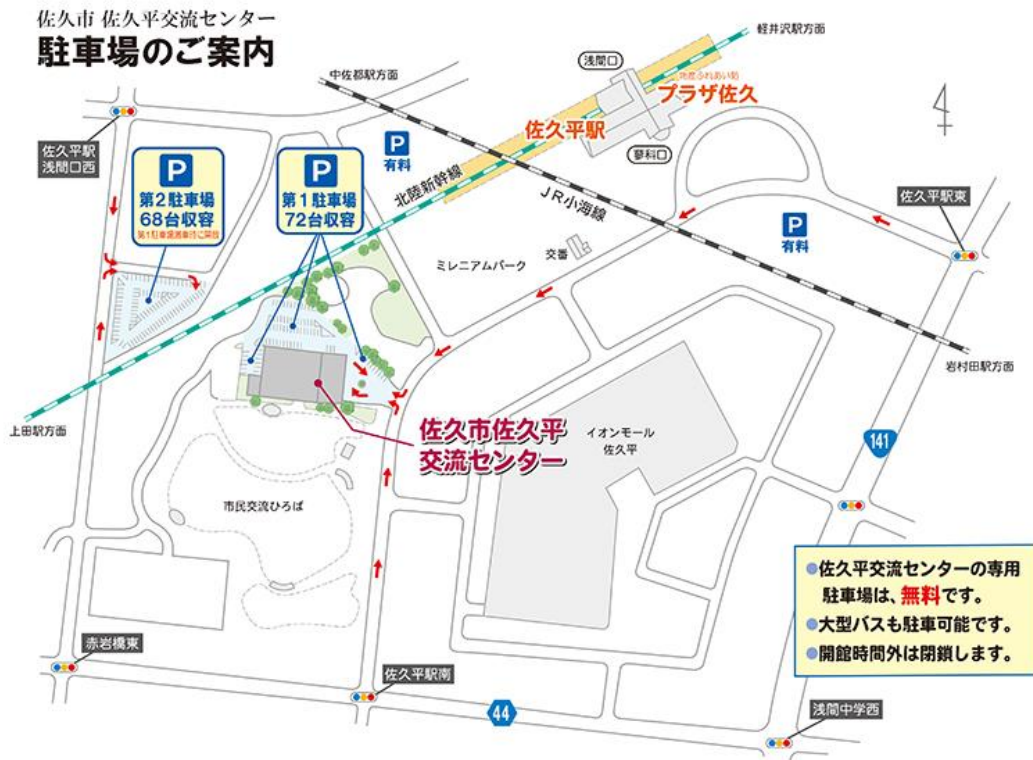 佐久市 佐久平交流センター
駐車場のご案内
軽井沢駅方面
浅間口
物産ふれあい館
プラザ佐久
中佐都駅方面
佐久平駅
蓼科口
佐久平駅
浅間口西
P
有料
P
第2駐車場
68台収容
P
第1駐車場
72台収容
北陸新幹線
JR小海線
佐久平駅東
P
有料
交番
ミレニアムパーク
岩村田駅方面
上田駅方面
佐久市佐久平
交流センター
イオンモール
佐久平
141
市民交流ひろば
●佐久平交流センターの専用
駐車場は、無料です。
●大型バスも駐車可能です。
●開館時間外は閉鎖します。
赤岩橋東
佐久平駅南
44
浅間中学西